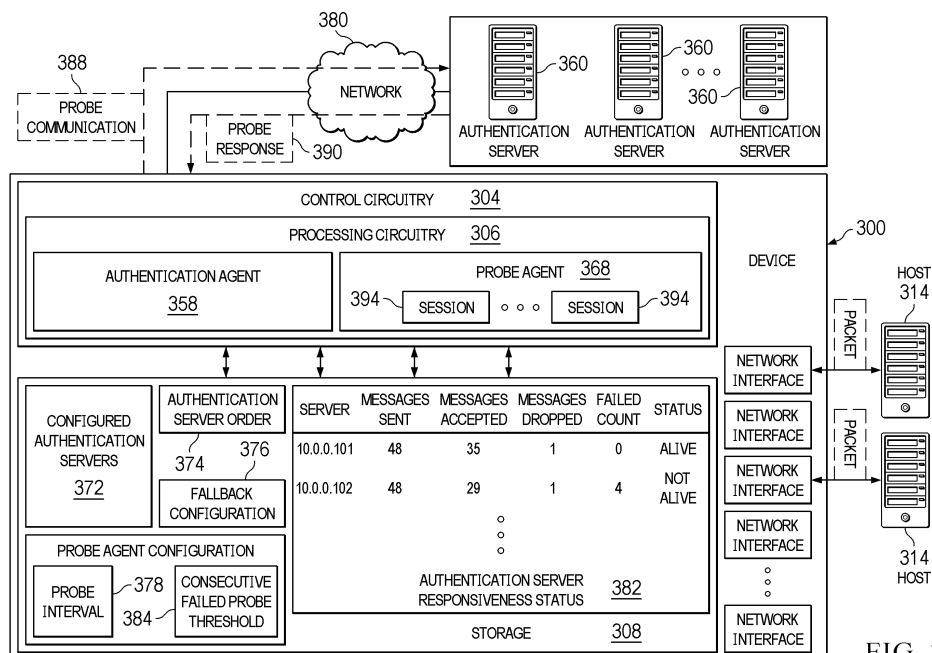 388
PROBE
COMMUNICATION
380
NETWORK
PROBE
RESPONSE
390
360
360
360
AUTHENTICATION
SERVER
AUTHENTICATION
SERVER
AUTHENTICATION
SERVER
CONTROL CIRCUITRY 304
PROCESSING CIRCUITRY 306
AUTHENTICATION AGENT
358
PROBE AGENT 368
394
SESSION
SESSION
394
DEVICE
300
HOST
314
PACKET
NETWORK
INTERFACE
NETWORK
INTERFACE
PACKET
NETWORK
INTERFACE
NETWORK
INTERFACE
NETWORK
INTERFACE
314
HOST
CONFIGURED
AUTHENTICATION
SERVERS
372
AUTHENTICATION
SERVER ORDER
374
376
FALLBACK
CONFIGURATION
PROBE AGENT CONFIGURATION
PROBE
INTERVAL
378
384
CONSECUTIVE
FAILED PROBE
THRESHOLD
SERVER MESSAGES SENT MESSAGES ACCEPTED MESSAGES DROPPED FAILED COUNT STATUS
10.0.0.101 48 35 1 0 ALIVE
10.0.0.102 48 29 1 4 NOT ALIVE
AUTHENTICATION SERVER
RESPONSIVENESS STATUS 382
STORAGE 308